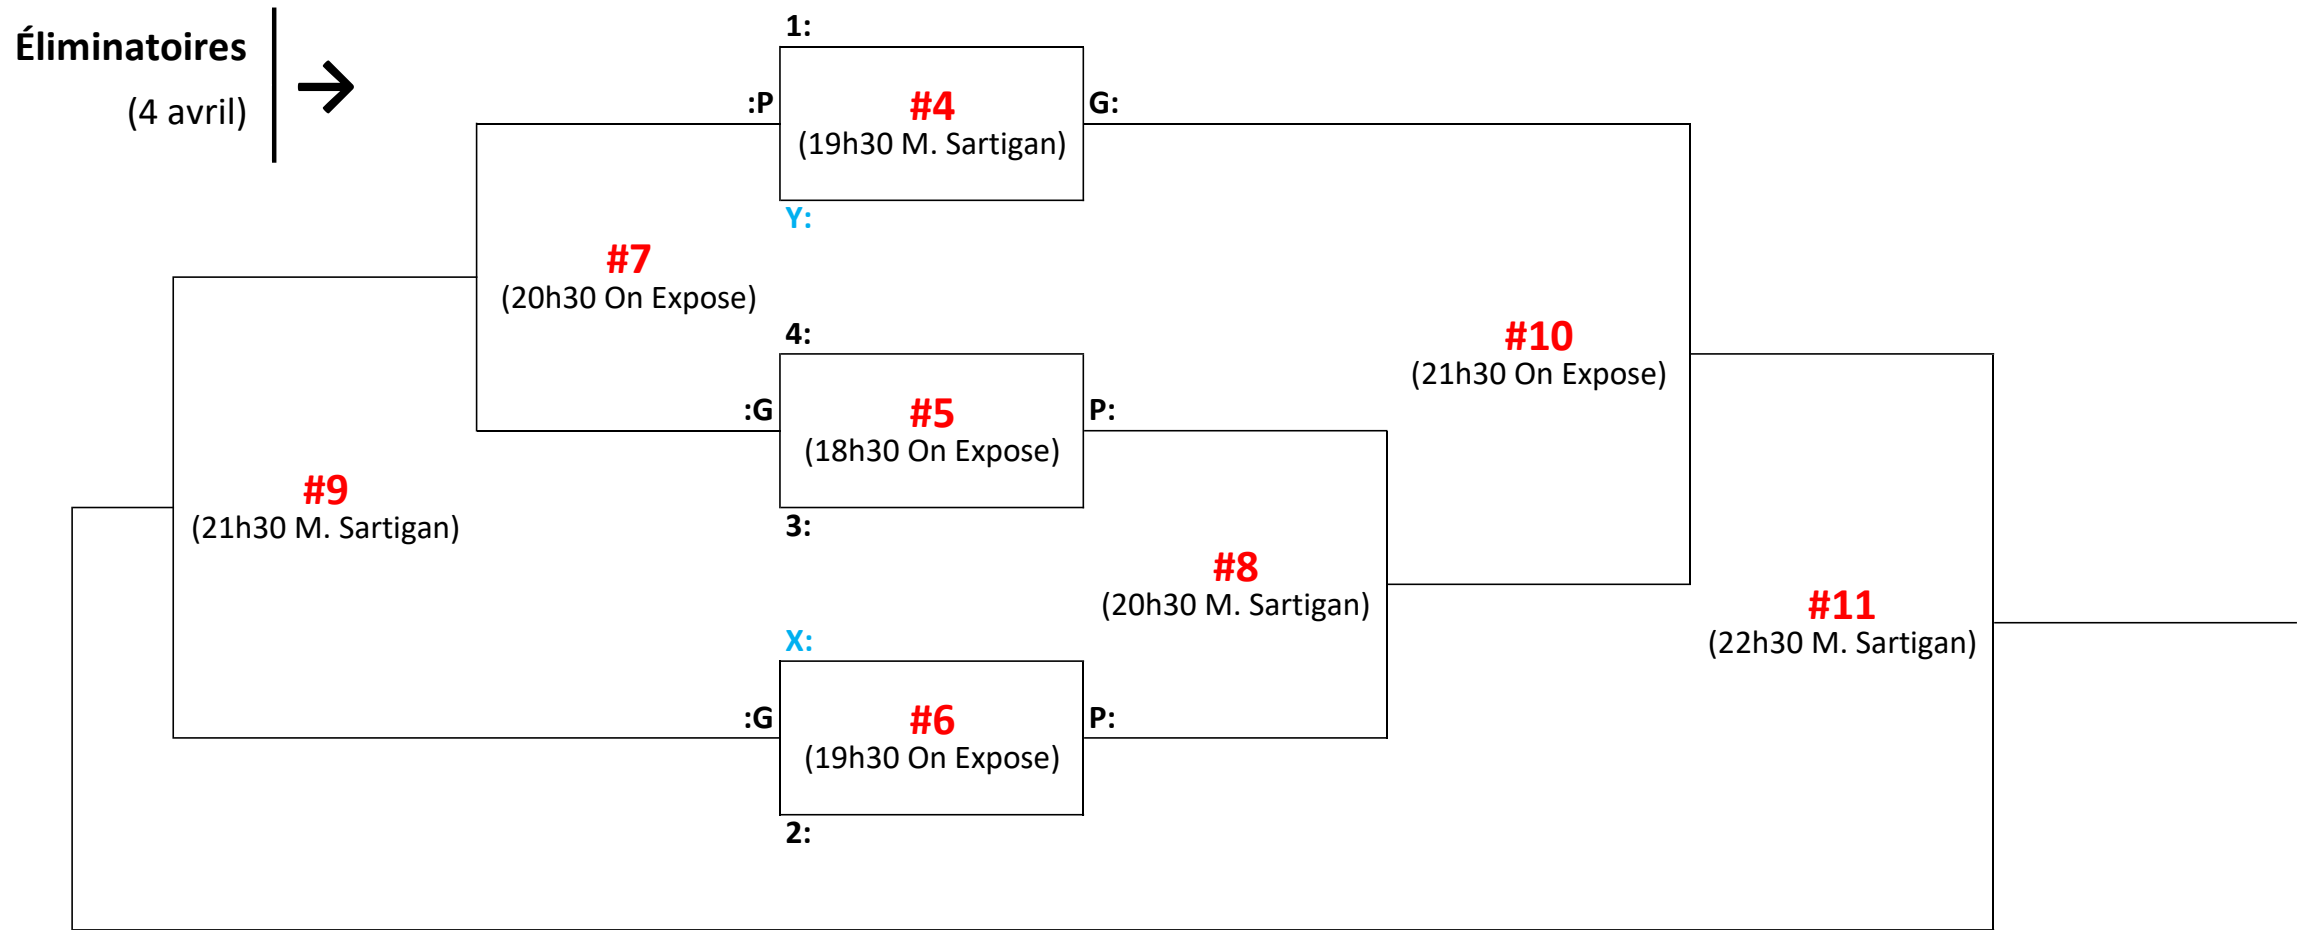 Éliminatoires
(4 avril)
1:
:P
#4
G:
(19h30 M. Sartigan)
Y:
#7
(20h30 On Expose)
4:
#10
(21h30 On Expose)
:G
#5
P:
(18h30 On Expose)
#9
(21h30 M. Sartigan)
3:
#8
(20h30 M. Sartigan)
#11
(22h30 M. Sartigan)
X:
:G
#6
P:
(19h30 On Expose)
2: